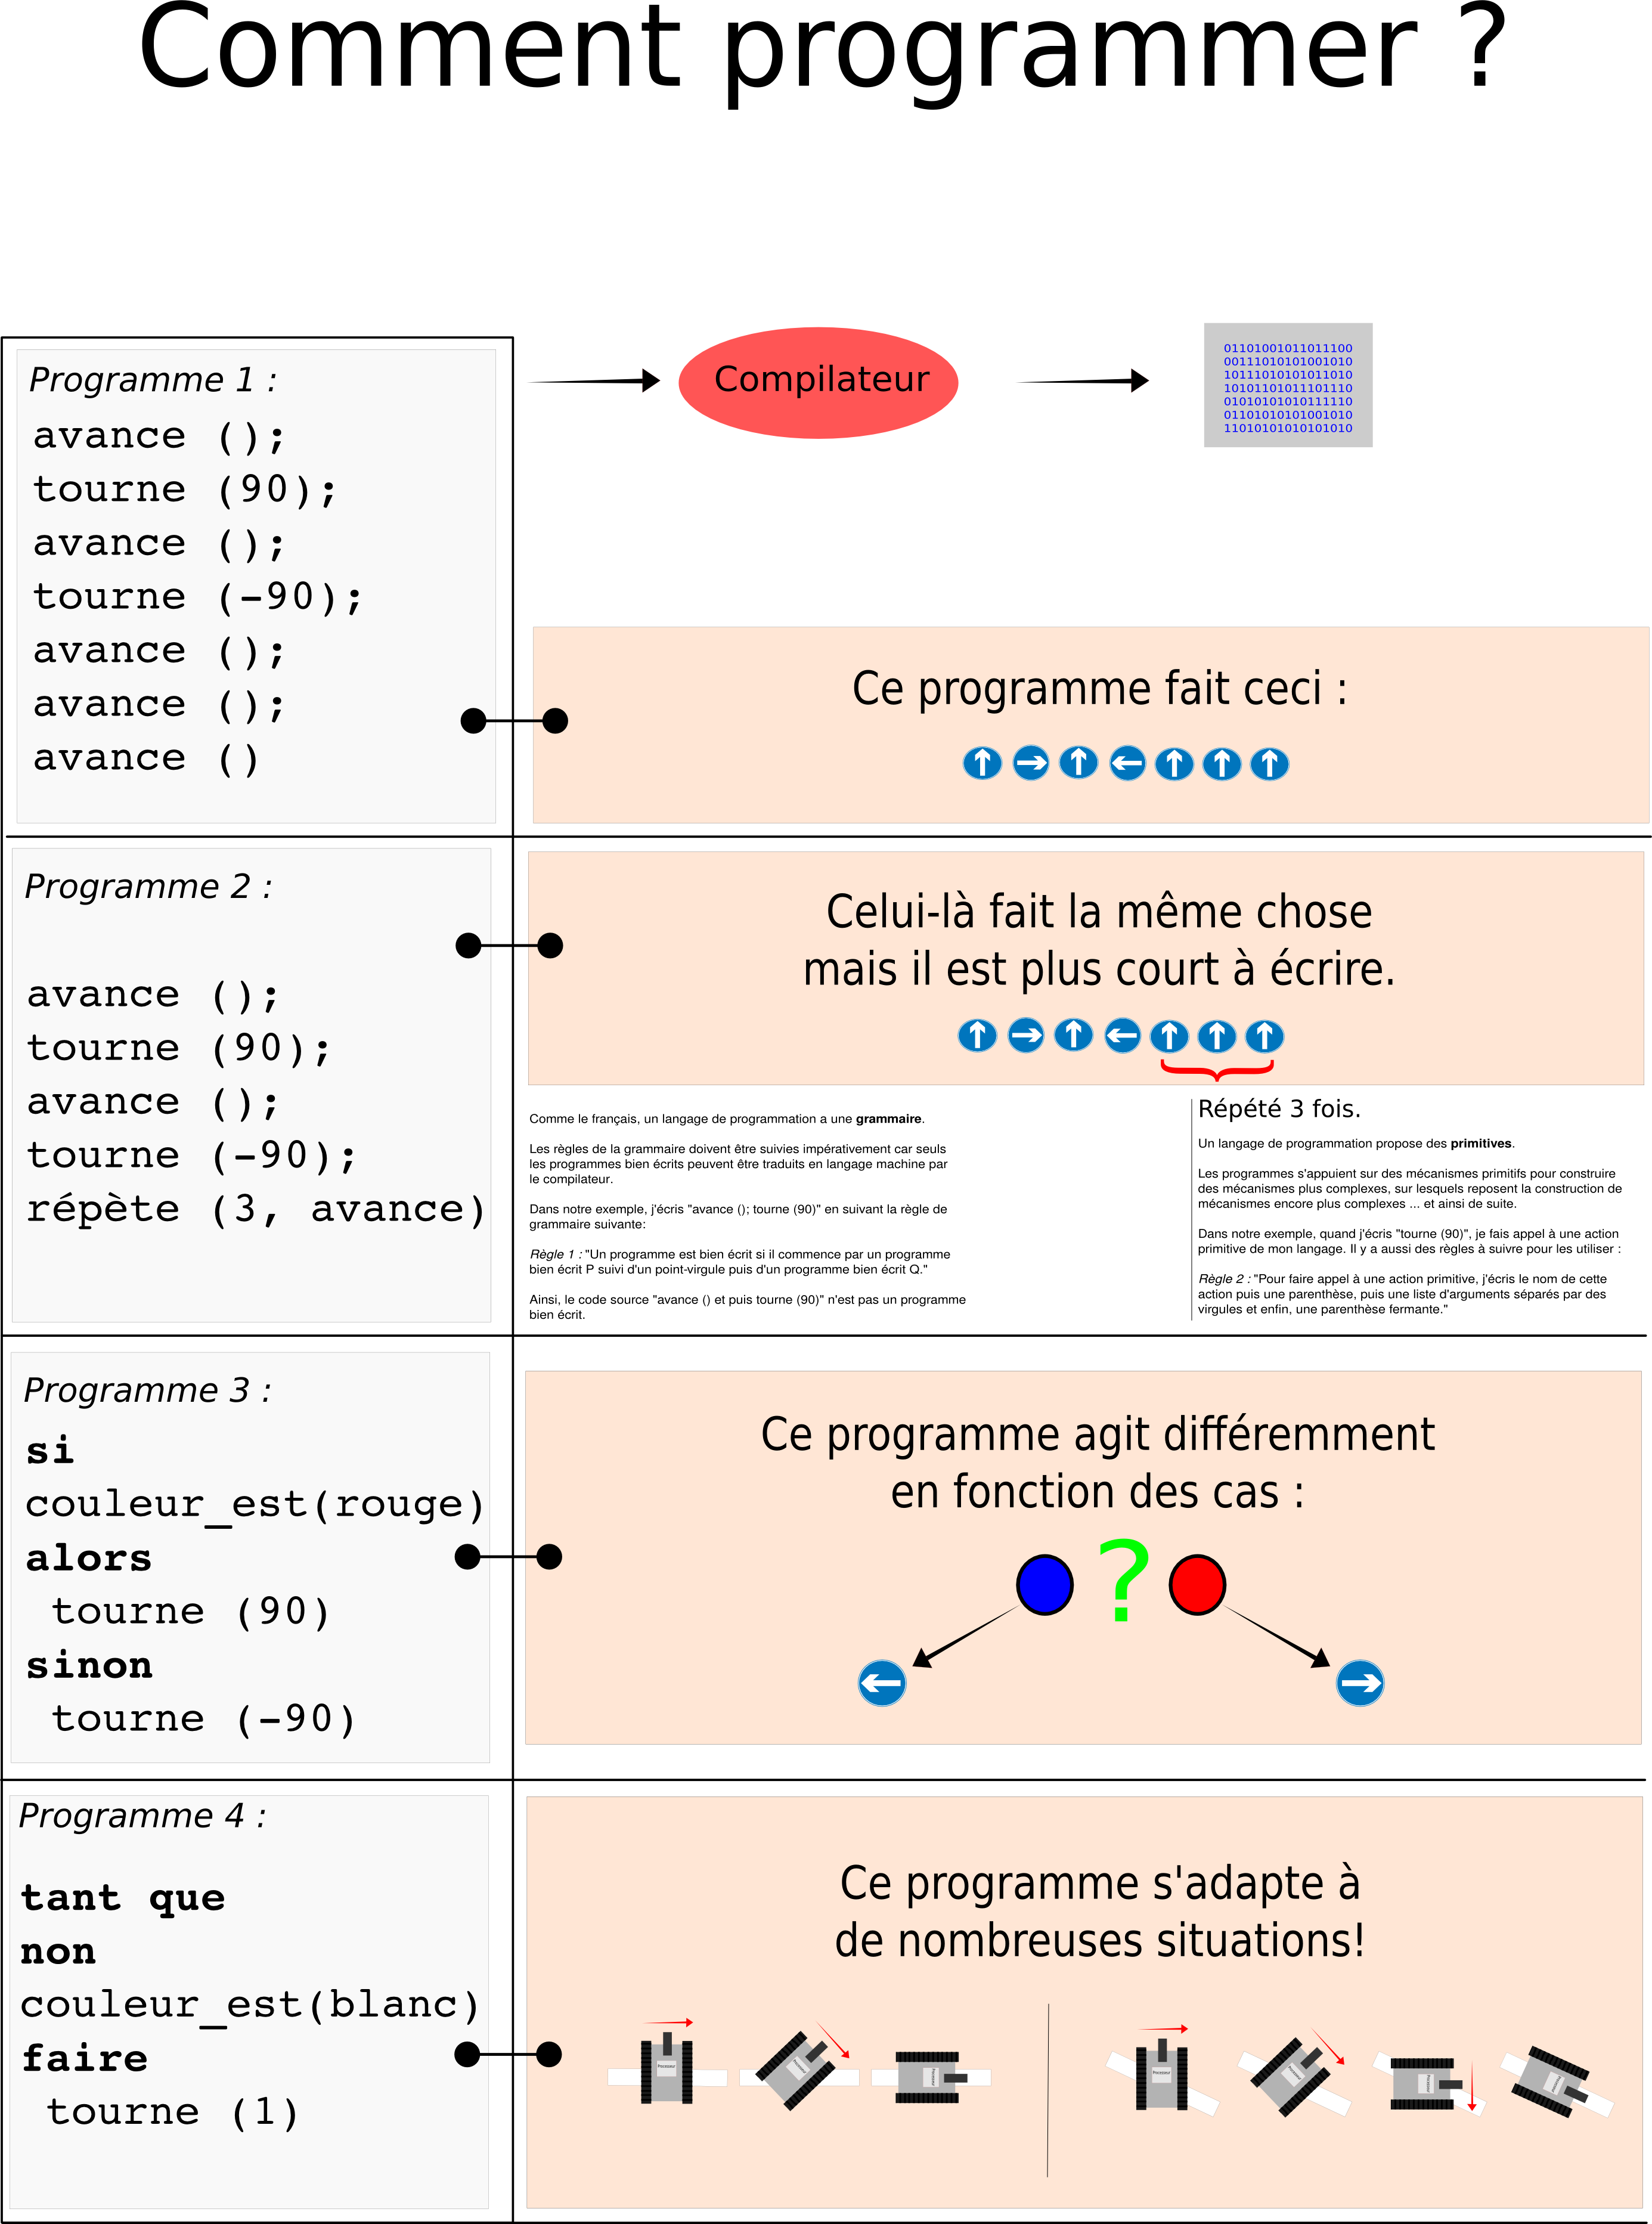 Comment programmer ?
Programme 1 :
avance ();
tourne (90);
avance ();
tourne (-90);
avance ();
avance ();
avance ()
Compilateur
01101001011011100
00111010101001010
10111010101011010
10101101011101110
01010101010111110
01101010101001010
11010101010101010
Ce programme fait ceci :
Programme 2 :
avance ();
tourne (90);
avance ();
tourne (-90);
répète (3, avance)
Celui-là fait la même chose
mais il est plus court à écrire.
Comme le français, un langage de programmation a une grammaire.
Les règles de la grammaire doivent être suivies impérativement car seuls
les programmes bien écrits peuvent être traduits en langage machine par
le compilateur.
Dans notre exemple, j'écris "avance (); tourne (90)" en suivant la règle de
grammaire suivante:
Règle 1 : "Un programme est bien écrit si il commence par un programme
bien écrit P suivi d'un point-virgule puis d'un programme bien écrit Q."
Ainsi, le code source "avance () et puis tourne (90)" n'est pas un programme
bien écrit.
Répété 3 fois.
Un langage de programmation propose des primitives.
Les programmes s'appuient sur des mécanismes primitifs pour construire
des mécanismes plus complexes, sur lesquels reposent la construction de
mécanismes encore plus complexes ... et ainsi de suite.
Dans notre exemple, quand j'écris "tourne (90)", je fais appel à une action
primitive de mon langage. Il y a aussi des règles à suivre pour les utiliser :
Règle 2 : "Pour faire appel à une action primitive, j'écris le nom de cette
action puis une parenthèse, puis une liste d'arguments séparés par des
virgules et enfin, une parenthèse fermante."
Programme 3 :
si
couleur_est(rouge)
alors
tourne (90)
sinon
tourne (-90)
Ce programme agit différemment
en fonction des cas :
?
Programme 4 :
tant que
non
couleur_est(blanc)
faire
tourne (1)
Ce programme s'adapte à
de nombreuses situations!
Processeur
Processeur
Processeur
Processeur
Processeur
Processeur
Processeur